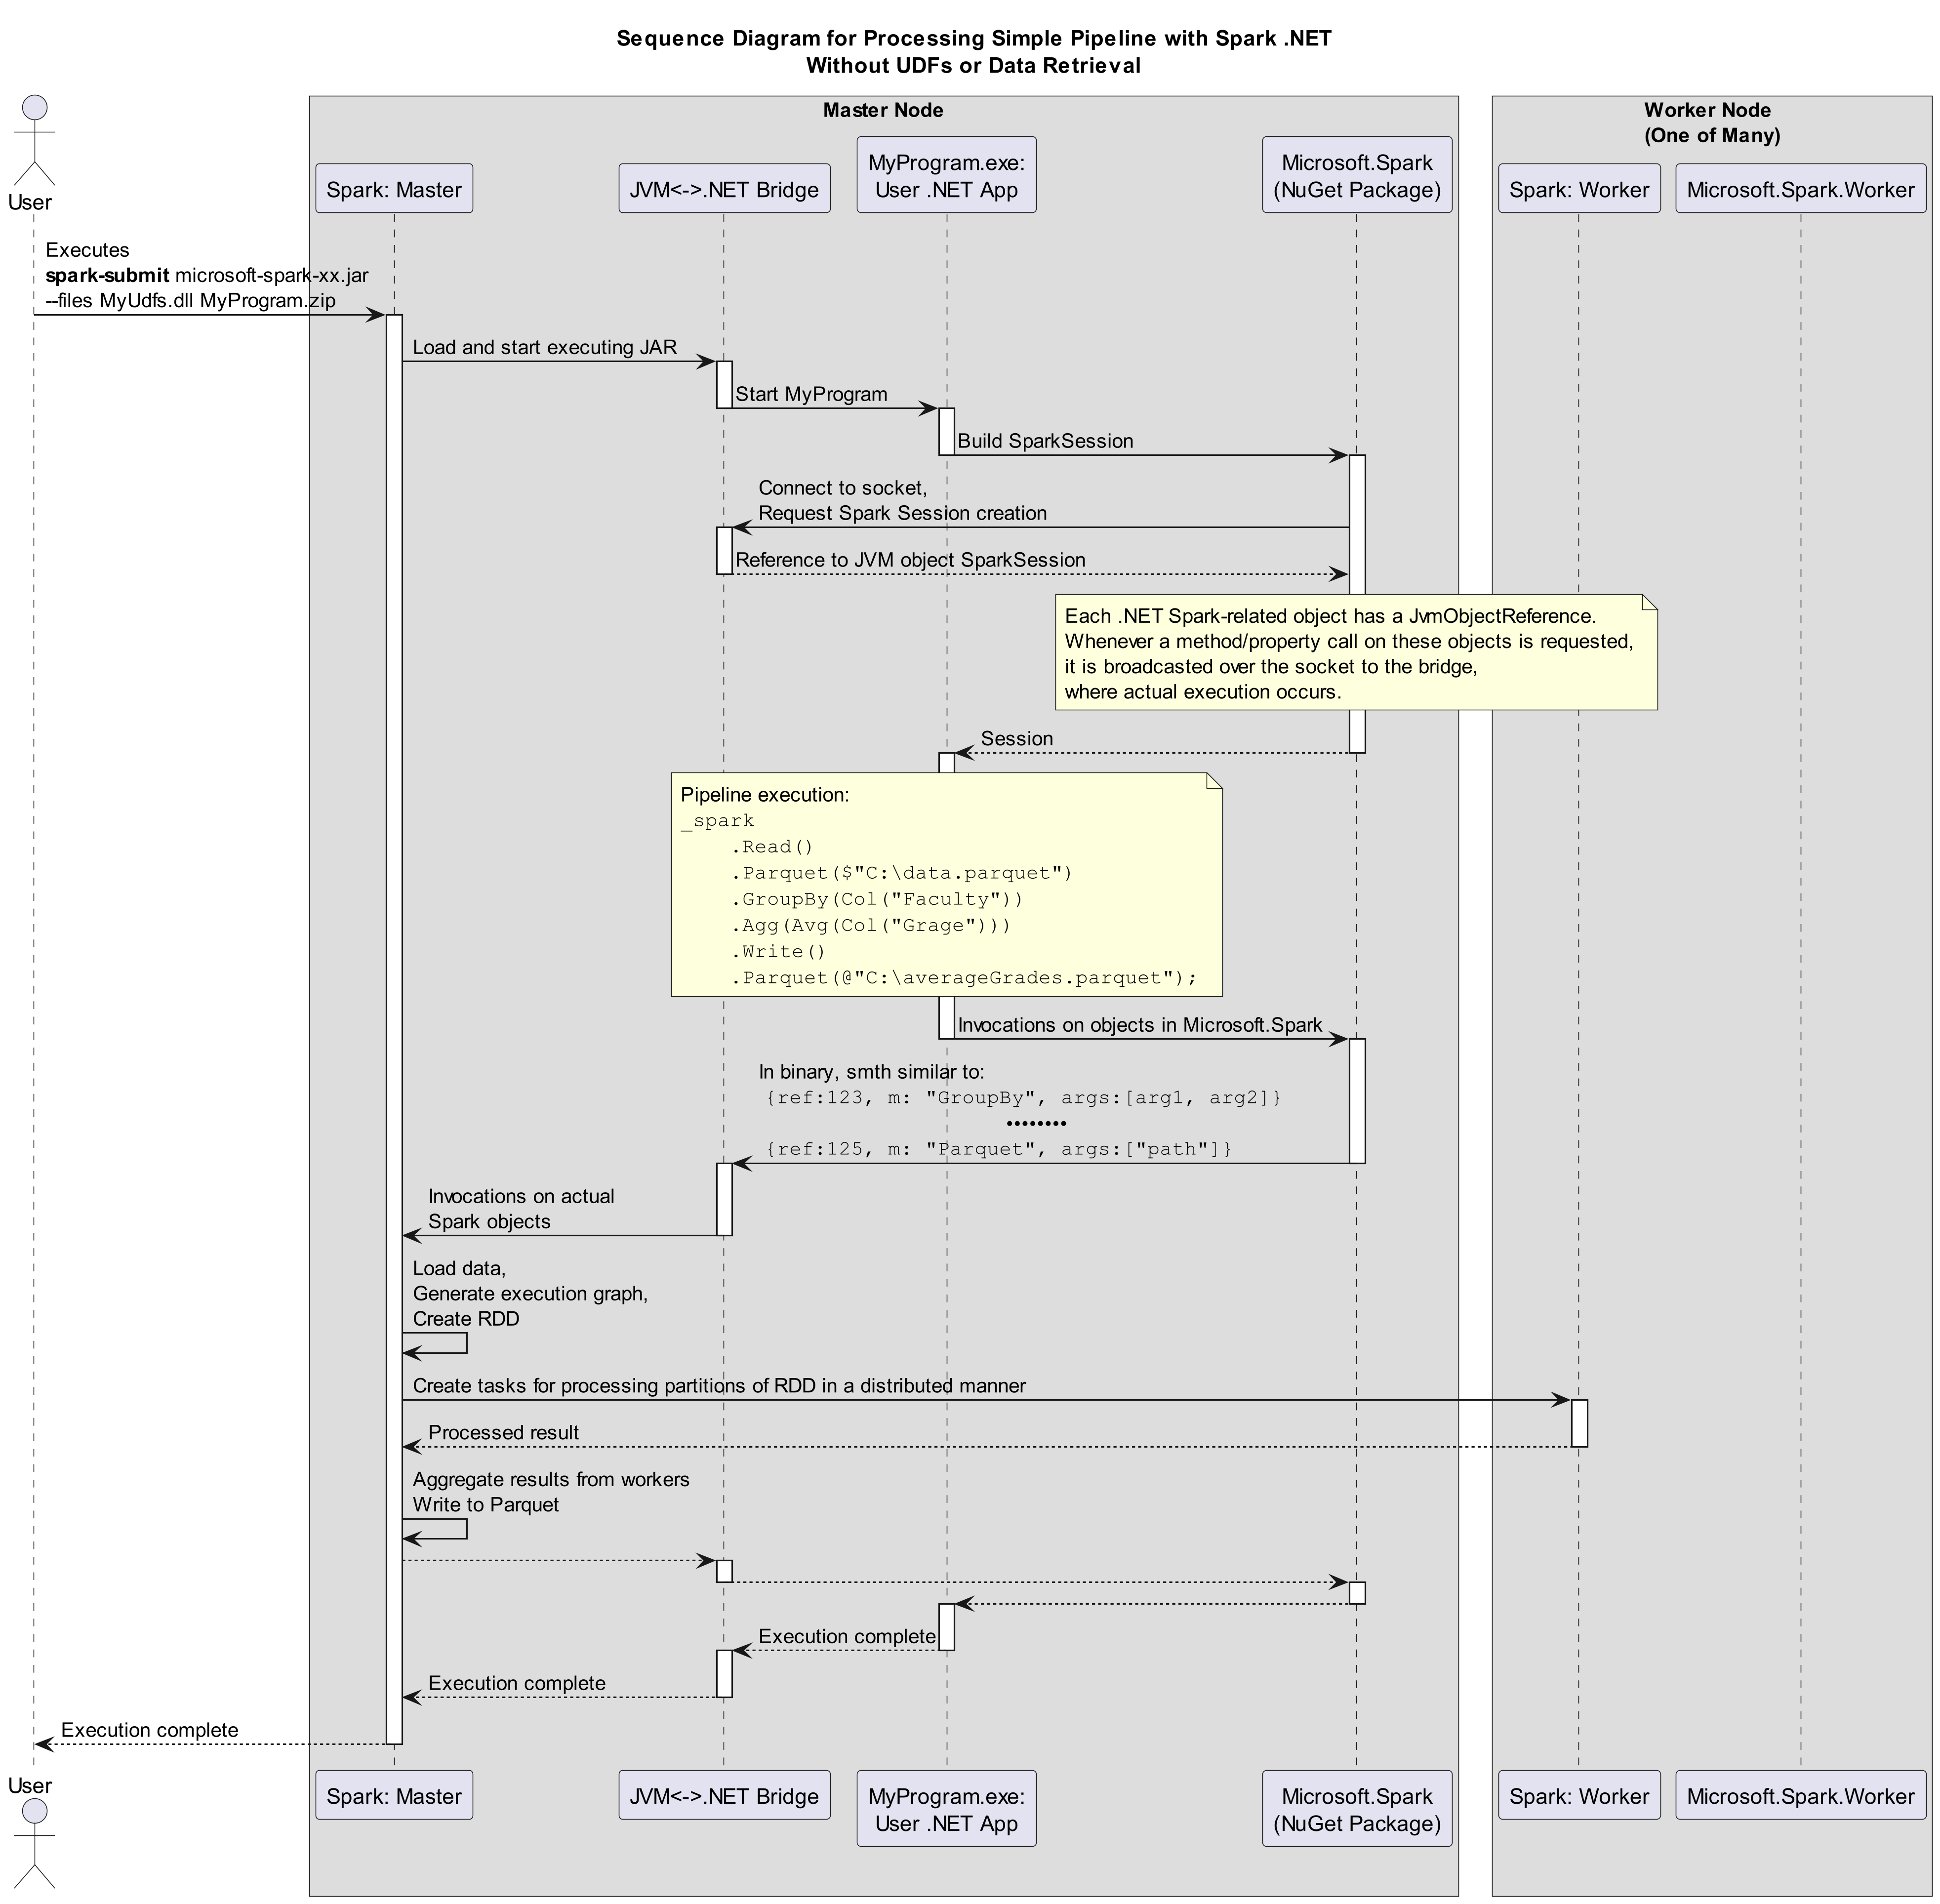 Sequence Diagram for Processing Simple Pipeline with Spark .NET
Without UDFs or Data Retrieval
Master Node
Worker Node
(One of Many)
User
Spark: Master
JVM<->.NET Bridge
MyProgram.exe:
User .NET App
Microsoft.Spark
(NuGet Package)
Spark: Worker
Microsoft.Spark.Worker
Executes
spark-submit microsoft-spark-xx.jar
--files MyUdfs.dll MyProgram.zip
Load and start executing JAR
Start MyProgram
Build SparkSession
Connect to socket,
Request Spark Session creation
Reference to JVM object SparkSession
Each .NET Spark-related object has a JvmObjectReference.
Whenever a method/property call on these objects is requested,
it is broadcasted over the socket to the bridge,
where actual execution occurs.
Session
Pipeline execution:
_spark
.Read()
.Parquet($"C:\data.parquet")
.GroupBy(Col("Faculty"))
.Agg(Avg(Col("Grage")))
.Write()
.Parquet(@"C:\averageGrades.parquet");
Invocations on objects in Microsoft.Spark
In binary, smth similar to:
{ref:123, m: "GroupBy", args:[arg1, arg2]}
••••••••
{ref:125, m: "Parquet", args:["path"]}
Invocations on actual
Spark objects
Load data,
Generate execution graph,
Create RDD
Create tasks for processing partitions of RDD in a distributed manner
Processed result
Aggregate results from workers
Write to Parquet
Execution complete
Execution complete
Execution complete
User
Spark: Master
JVM<->.NET Bridge
MyProgram.exe:
User .NET App
Microsoft.Spark
(NuGet Package)
Spark: Worker
Microsoft.Spark.Worker